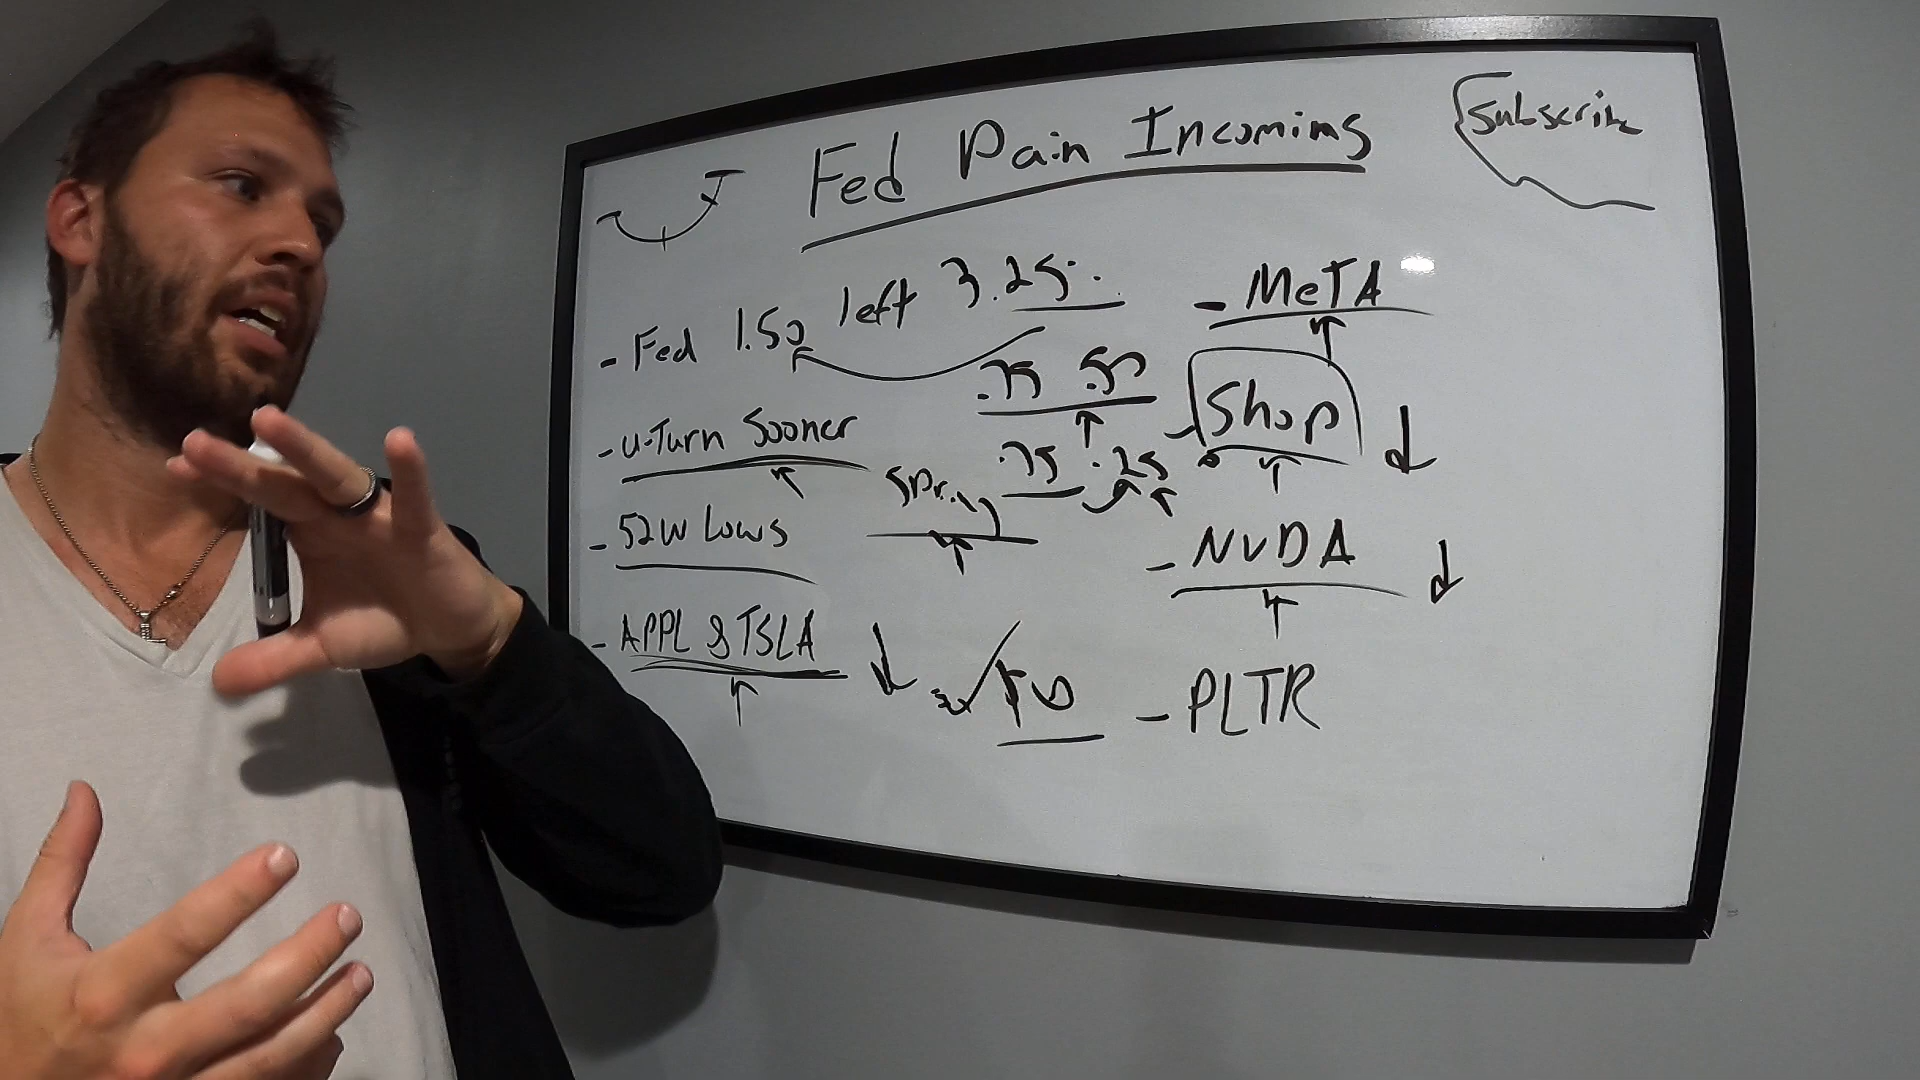 Fed Pain Incoming
Subscribe
- Fed 1.50 left 3.25%
.75 .50
- U-Turn Sooner
.75 .25
Spring
- 52W Lows
- APPL & TSLA
- META
- Shop
- NVDA
- PLTR